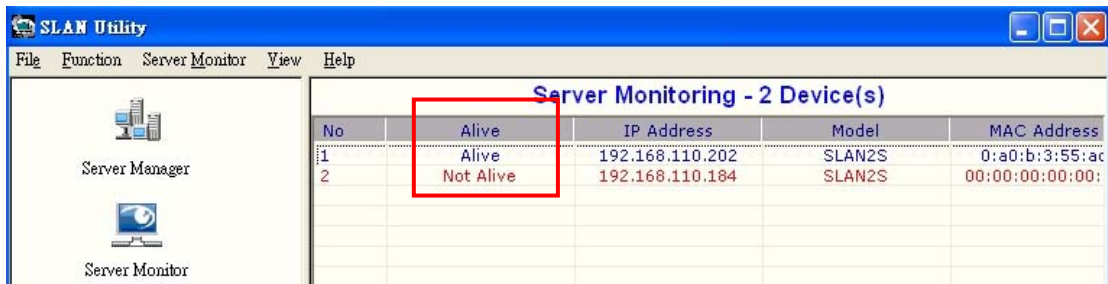 SLAN Utility
File Function Server Monitor View Help
Server Monitoring - 2 Device(s)
No Alive IP Address Model MAC Address
1 Alive 192.168.110.202 SLAN2S 0:a0:b:3:55:ac
2 Not Alive 192.168.110.184 SLAN2S 00:00:00:00:00:
Server Manager
Server Monitor